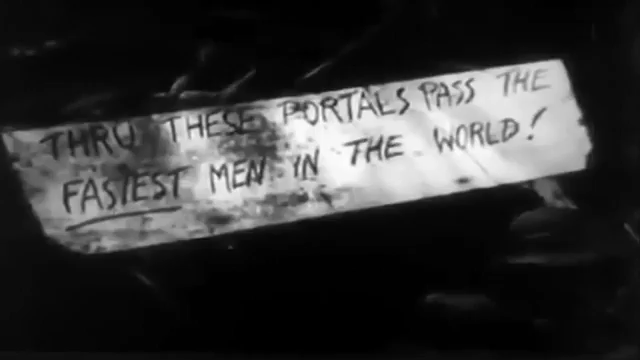 THRU THESE PORTALS PASS THE
FASTEST MEN IN THE WORLD!